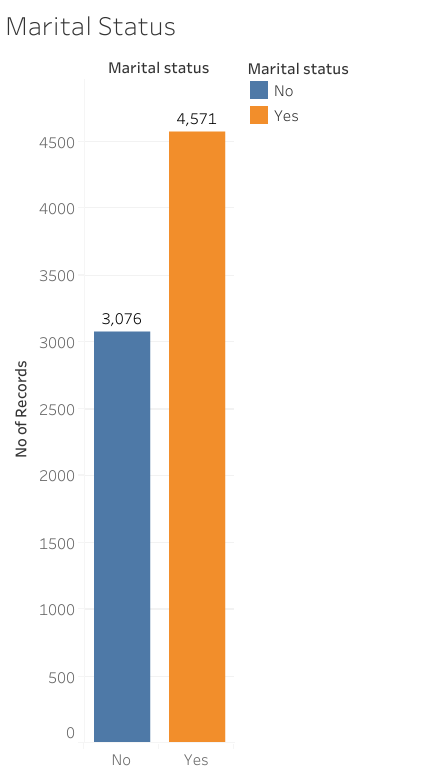 Marital Status
Marital status
Marital status
No
Yes
4,571
3,076
4500
4000
3500
3000
2500
2000
1500
1000
500
0
No of Records
No
Yes